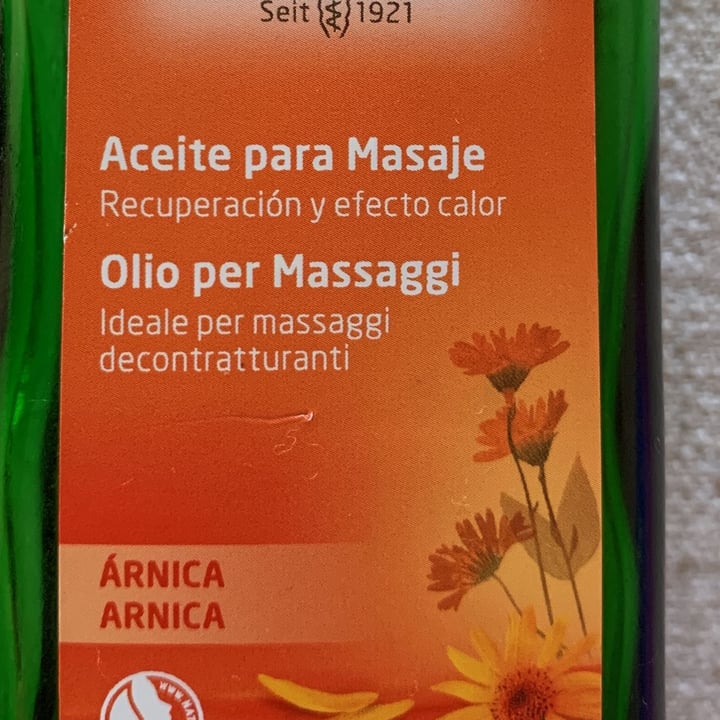 Seit 1921
Aceite para Masaje
Recuperación y efecto calor
Olio per Massaggi
Ideale per massaggi
decontratturanti
ÁRNICA
ARNICA